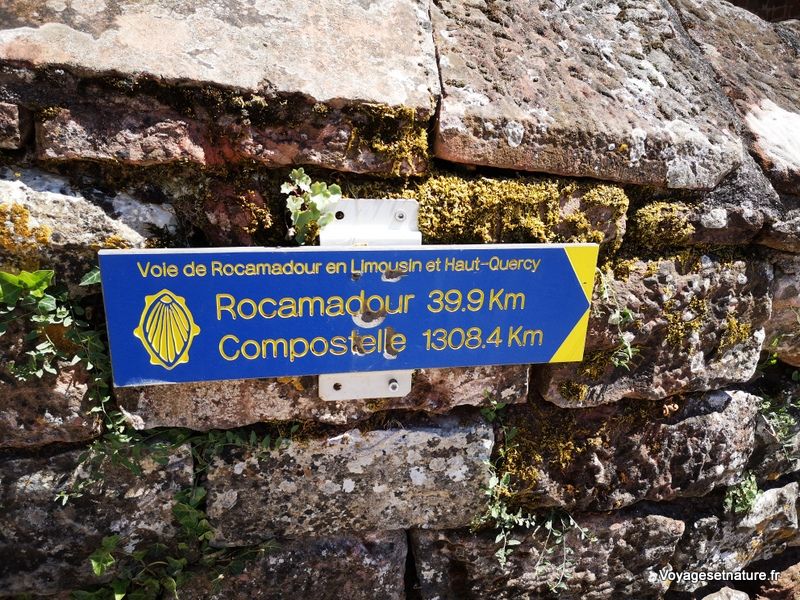 Voie de Rocamadour en Limousin et Haut-Quercy
Rocamadour 39.9 Km
Compostelle 1308.4 Km
Voyagesetnature.fr